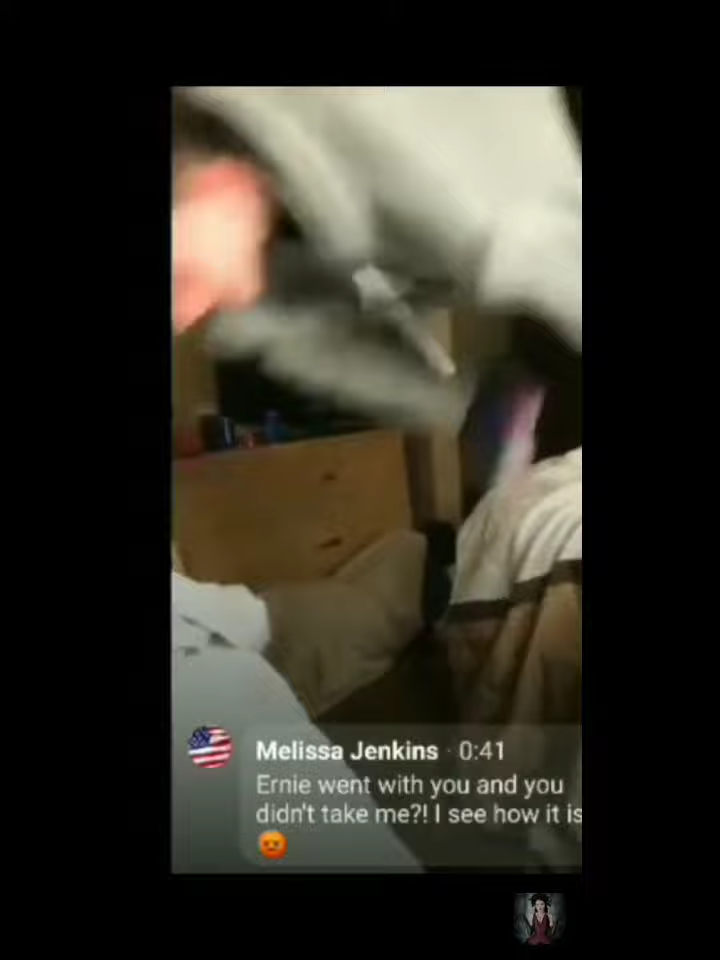 Melissa Jenkins · 0:41
Ernie went with you and you
didn't take me?! I see how it is
😡